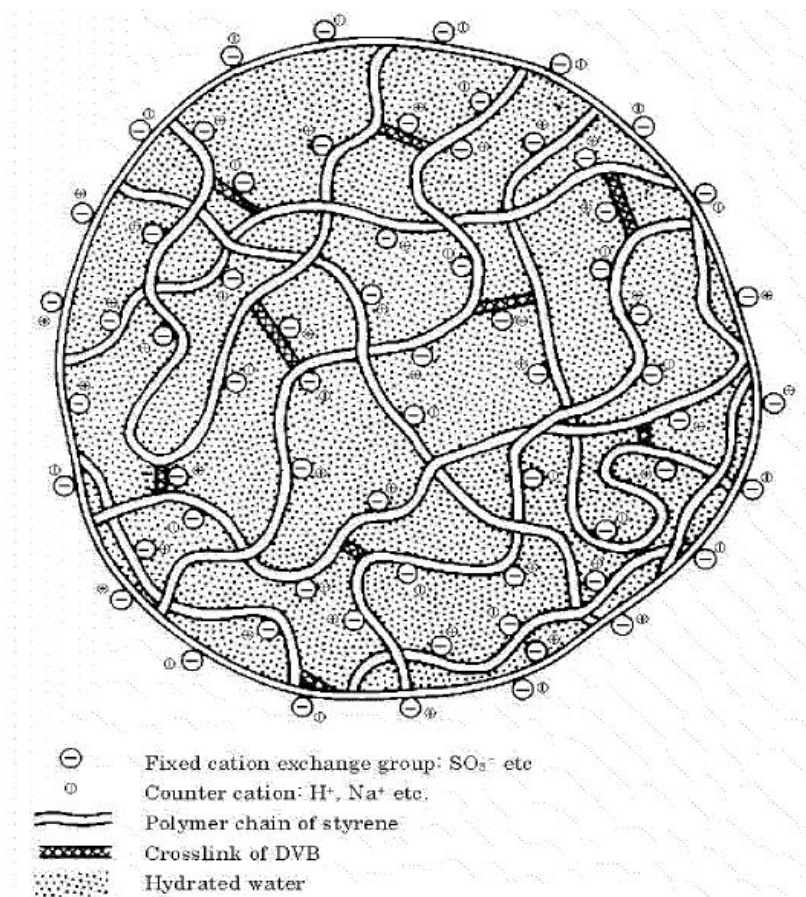 Fixed cation exchange group: SO₃⁻ etc
Counter cation: H⁺, Na⁺ etc.
Polymer chain of styrene
Crosslink of DVB
Hydrated water